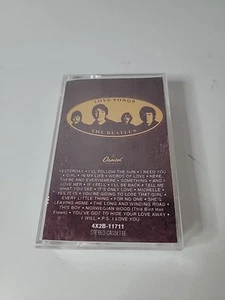 LOVE SONGS
THE BEATLES
Capitol
YESTERDAY • I'LL FOLLOW THE SUN • I NEED YOU
• GIRL • IN MY LIFE • WORDS OF LOVE • HERE,
THERE AND EVERYWHERE • SOMETHING • AND I
LOVE HER • IF I FELL • I'LL BE BACK • TELL ME
WHAT YOU SEE • IT'S ONLY LOVE • MICHELLE •
YES IT IS • YOU'RE GOING TO LOSE THAT GIRL •
EVERY LITTLE THING • FOR NO ONE • SHE'S
LEAVING HOME • THE LONG AND WINDING ROAD •
THIS BOY • NORWEGIAN WOOD (This Bird Has
Flown) • YOU'VE GOT TO HIDE YOUR LOVE AWAY
I WILL • P.S. I LOVE YOU
4X2B-11711
STEREO CASSETTE